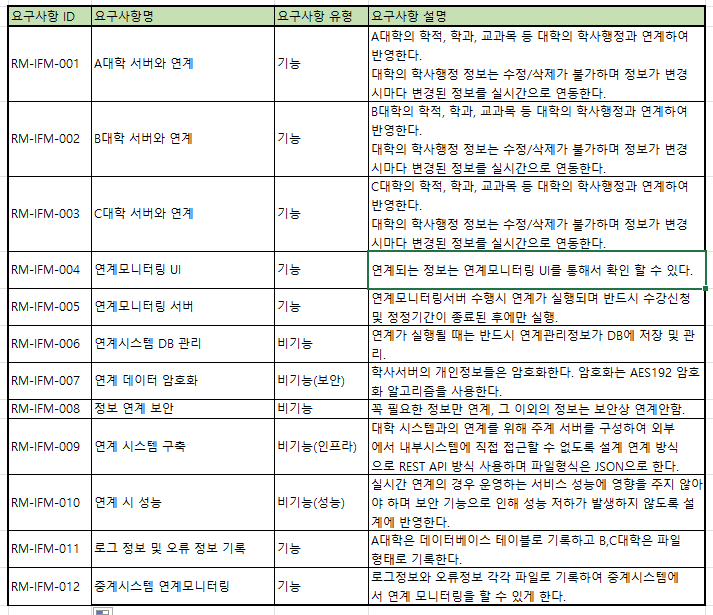 요구사항 ID 요구사항명 요구사항 유형 요구사항 설명
RM-IFM-001 A대학 서버와 연계 기능 A대학의 학적, 학과, 교과목 등 대학의 학사행정과 연계하여
반영한다.
대학의 학사행정 정보는 수정/삭제가 불가하며 정보가 변경
시마다 변경된 정보를 실시간으로 연동한다.
RM-IFM-002 B대학 서버와 연계 기능 B대학의 학적, 학과, 교과목 등 대학의 학사행정과 연계하여
반영한다.
대학의 학사행정 정보는 수정/삭제가 불가하며 정보가 변경
시마다 변경된 정보를 실시간으로 연동한다.
RM-IFM-003 C대학 서버와 연계 기능 C대학의 학적, 학과, 교과목 등 대학의 학사행정과 연계하여
반영한다.
대학의 학사행정 정보는 수정/삭제가 불가하며 정보가 변경
시마다 변경된 정보를 실시간으로 연동한다.
RM-IFM-004 연계모니터링 UI 기능 연계되는 정보는 연계모니터링 UI를 통해서 확인 할 수 있다.
RM-IFM-005 연계모니터링 서버 기능 연계모니터링서버 수행시 연계가 실행되며 반드시 수강신청
및 정정기간이 종료된 후에만 실행.
RM-IFM-006 연계시스템 DB 관리 비기능 연계가 실행될 때는 반드시 연계관리정보가 DB에 저장 및 관
리.
RM-IFM-007 연계 데이터 암호화 비기능(보안) 학사서버의 개인정보들은 암호화한다. 암호화는 AES192 암호
화 알고리즘을 사용한다.
RM-IFM-008 정보 연계 보안 비기능 꼭 필요한 정보만 연계, 그 이외의 정보는 보안상 연계안함.
RM-IFM-009 연계 시스템 구축 비기능(인프라) 대학 시스템과의 연계를 위해 주계 서버를 구성하여 외부
에서 내부시스템에 직접 접근할 수 없도록 설계 연계 방식
으로 REST API 방식 사용하며 파일형식은 JSON으로 한다.
RM-IFM-010 연계 시 성능 비기능(성능) 실시간 연계의 경우 운영하는 서비스 성능에 영향을 주지 않아
야 하며 보안 기능으로 인해 성능 저하가 발생하지 않도록 설
계에 반영한다.
RM-IFM-011 로그 정보 및 오류 정보 기록 기능 A대학은 데이터베이스 테이블로 기록하고 B,C대학은 파일
형태로 기록한다.
RM-IFM-012 중계시스템 연계모니터링 기능 로그정보와 오류정보 각각 파일로 기록하여 중계시스템에
서 연계 모니터링을 할 수 있게 한다.